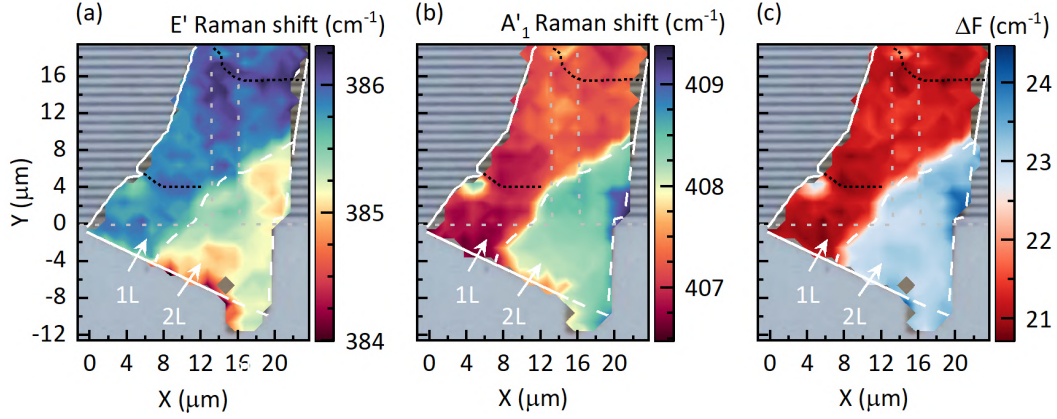 (a) E' Raman shift (cm⁻¹)
(b) A'₁ Raman shift (cm⁻¹)
(c) ΔF (cm⁻¹)
Y (µm)
16
12
8
4
0
-4
-8
-12
1L
2L
0 4 8 12 16 20
X (µm)
386
385
384
1L
2L
0 4 8 12 16 20
X (µm)
409
408
407
1L
2L
0 4 8 12 16 20
X (µm)
24
23
22
21